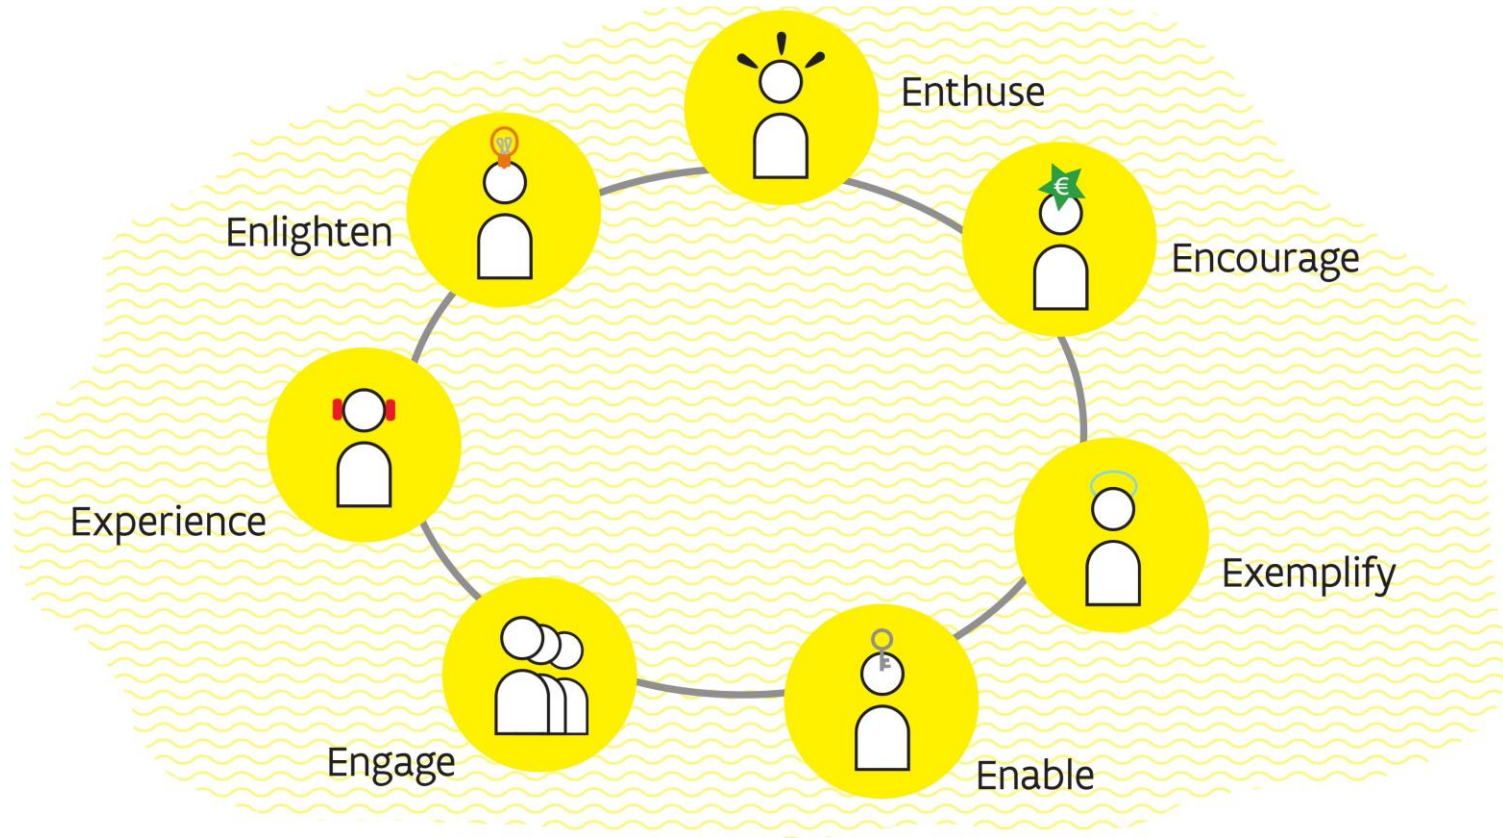 Enthuse
€
Encourage
Enlighten
Experience
Exemplify
Engage
Enable